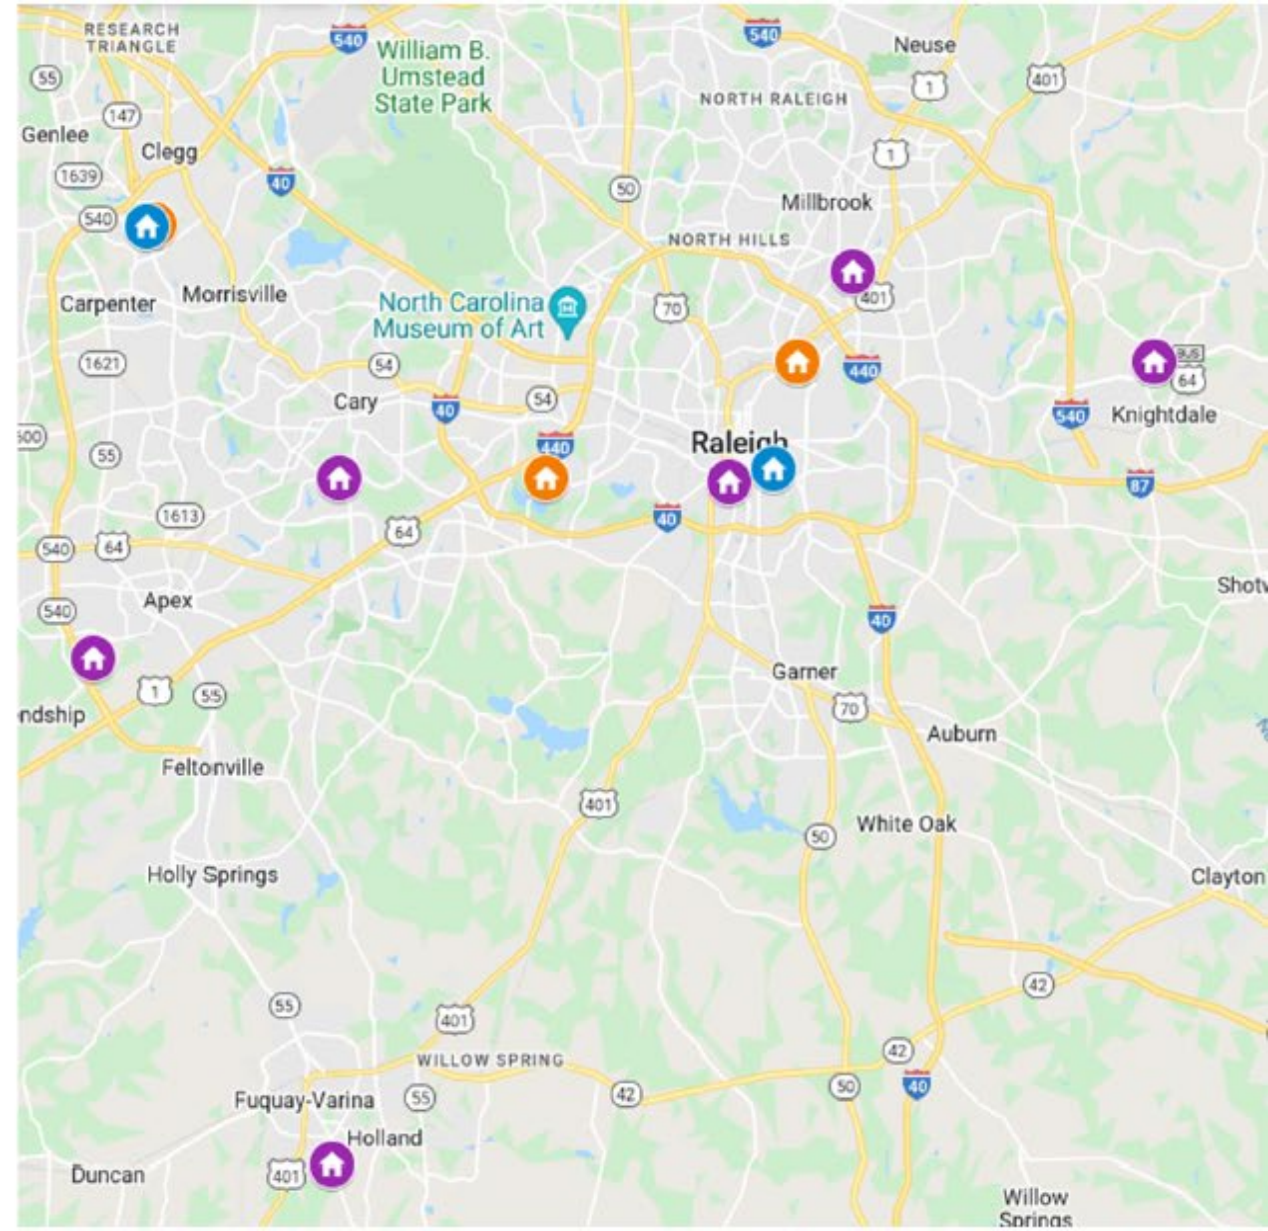 RESEARCH
TRIANGLE
540
William B.
Umstead
State Park
540
Neuse
55
1
401
NORTH RALEIGH
147
Genlee
Clegg
1
1639
40
50
Millbrook
540
NORTH HILLS
Morrisville
Carpenter
North Carolina
Museum of Art
70
401
BUS
64
1621
54
440
Cary
40
54
540
Knightdale
440
Raleigh
55
87
1613
40
64
540
64
Apex
540
40
Garner
1
55
ndship
70
Auburn
Feltonville
401
White Oak
50
Holly Springs
Clayton
42
55
401
42
WILLOW SPRING
50
40
Fuquay-Varina
55
42
Holland
Duncan
401
Willow
Springs